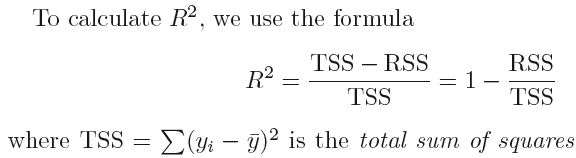 To calculate R², we use the formula
R² = (TSS − RSS)/TSS = 1 − RSS/TSS
where TSS = ∑(yᵢ − ȳ)² is the total sum of squares